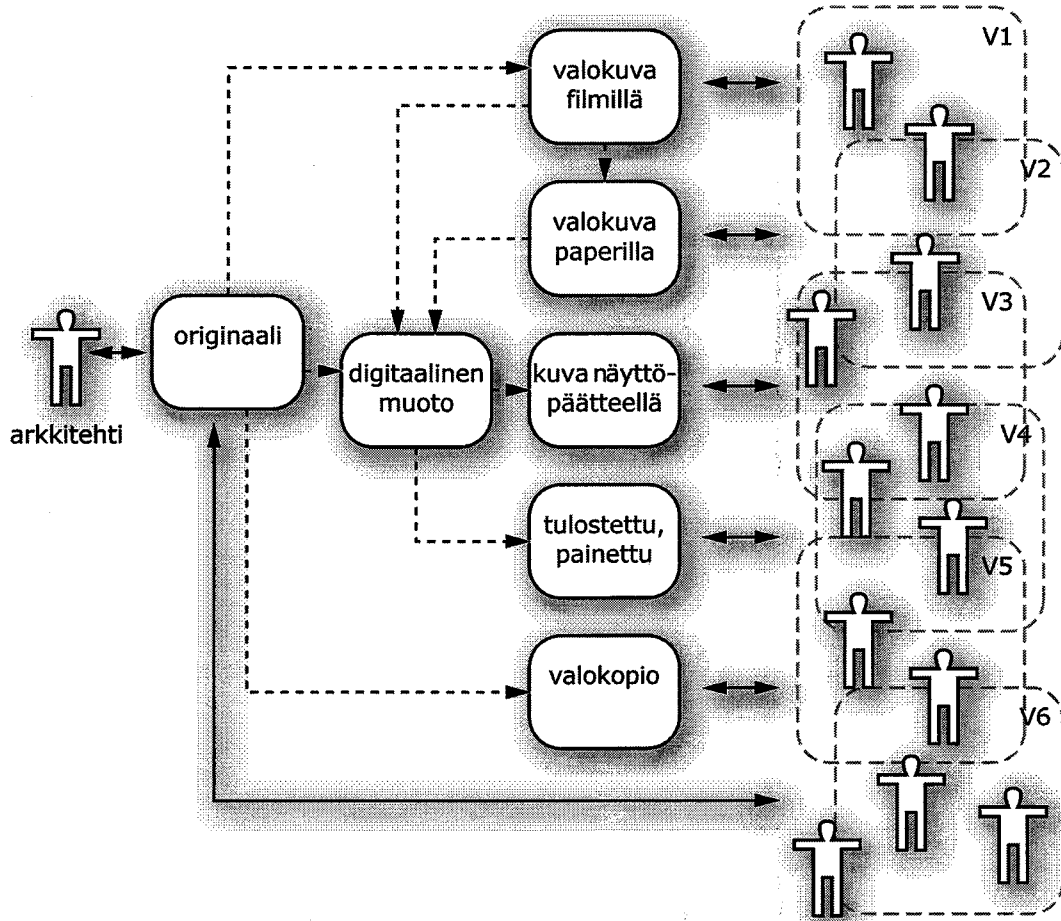 valokuva
filmillä
valokuva
paperilla
originaali
arkkitehti
digitaalinen
muoto
kuva näyttö-
päätteellä
tulostettu,
painettu
valokopio
V1
V2
V3
V4
V5
V6